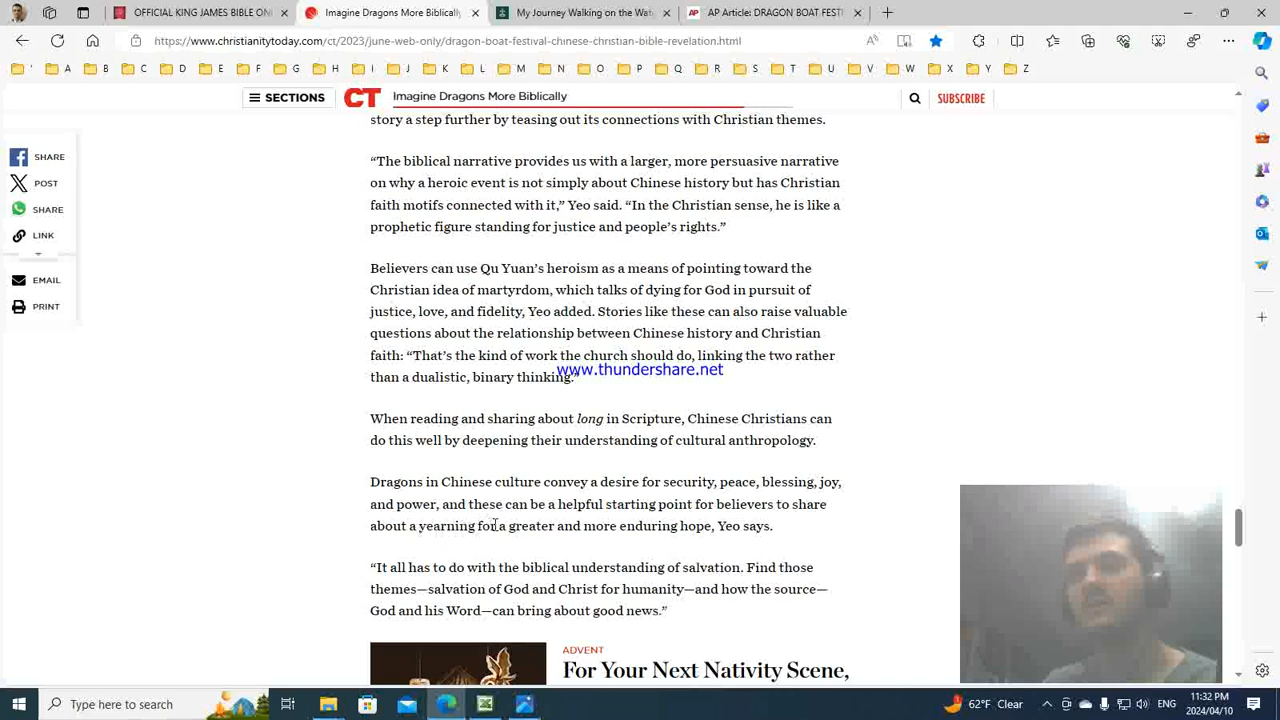 OFFICIAL KING JAMES BIBLE ON
Imagine Dragons More Biblically
My Journey Walking on the Wat
AP
AP Article: DRAGON BOAT FESTI
https://www.christianitytoday.com/ct/2023/june-web-only/dragon-boat-festival-chinese-christian-bible-revelation.html
A B C D E F G H I J K L M N O P Q R S T U V W X Y Z
SECTIONS
CT
Imagine Dragons More Biblically
SUBSCRIBE
SHARE
POST
SHARE
LINK
EMAIL
PRINT
story a step further by teasing out its connections with Christian themes.
“The biblical narrative provides us with a larger, more persuasive narrative
on why a heroic event is not simply about Chinese history but has Christian
faith motifs connected with it,” Yeo said. “In the Christian sense, he is like a
prophetic figure standing for justice and people’s rights.”
Believers can use Qu Yuan’s heroism as a means of pointing toward the
Christian idea of martyrdom, which talks of dying for God in pursuit of
justice, love, and fidelity, Yeo added. Stories like these can also raise valuable
questions about the relationship between Chinese history and Christian
faith: “That’s the kind of work the church should do, linking the two rather
than a dualistic, binary thinking.”
www.thundershare.net
When reading and sharing about long in Scripture, Chinese Christians can
do this well by deepening their understanding of cultural anthropology.
Dragons in Chinese culture convey a desire for security, peace, blessing, joy,
and power, and these can be a helpful starting point for believers to share
about a yearning for a greater and more enduring hope, Yeo says.
“It all has to do with the biblical understanding of salvation. Find those
themes—salvation of God and Christ for humanity—and how the source—
God and his Word—can bring about good news.”
ADVENT
For Your Next Nativity Scene,
Type here to search
62°F Clear
ENG
11:32 PM
2024/04/10